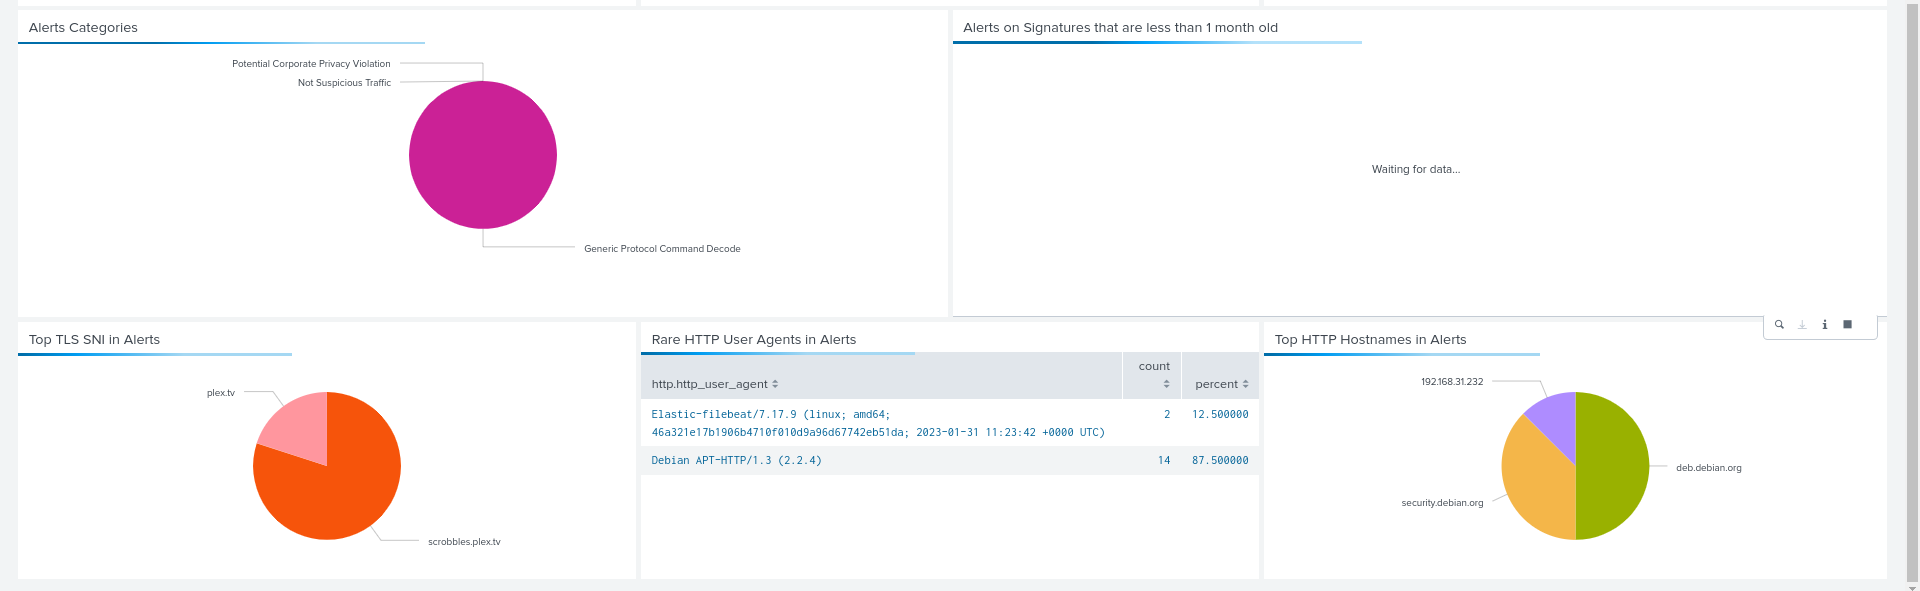 Alerts Categories
Potential Corporate Privacy Violation
Not Suspicious Traffic
Generic Protocol Command Decode
Alerts on Signatures that are less than 1 month old
Waiting for data...
Top TLS SNI in Alerts
plex.tv
scrobbles.plex.tv
Rare HTTP User Agents in Alerts
http.http_user_agent count percent
Elastic-filebeat/7.17.9 (linux; amd64; 2 12.500000
46a321e17b1906b4710f010d9a96d67742eb51da; 2023-01-31 11:23:42 +0000 UTC)
Debian APT-HTTP/1.3 (2.2.4) 14 87.500000
Top HTTP Hostnames in Alerts
192.168.31.232
deb.debian.org
security.debian.org